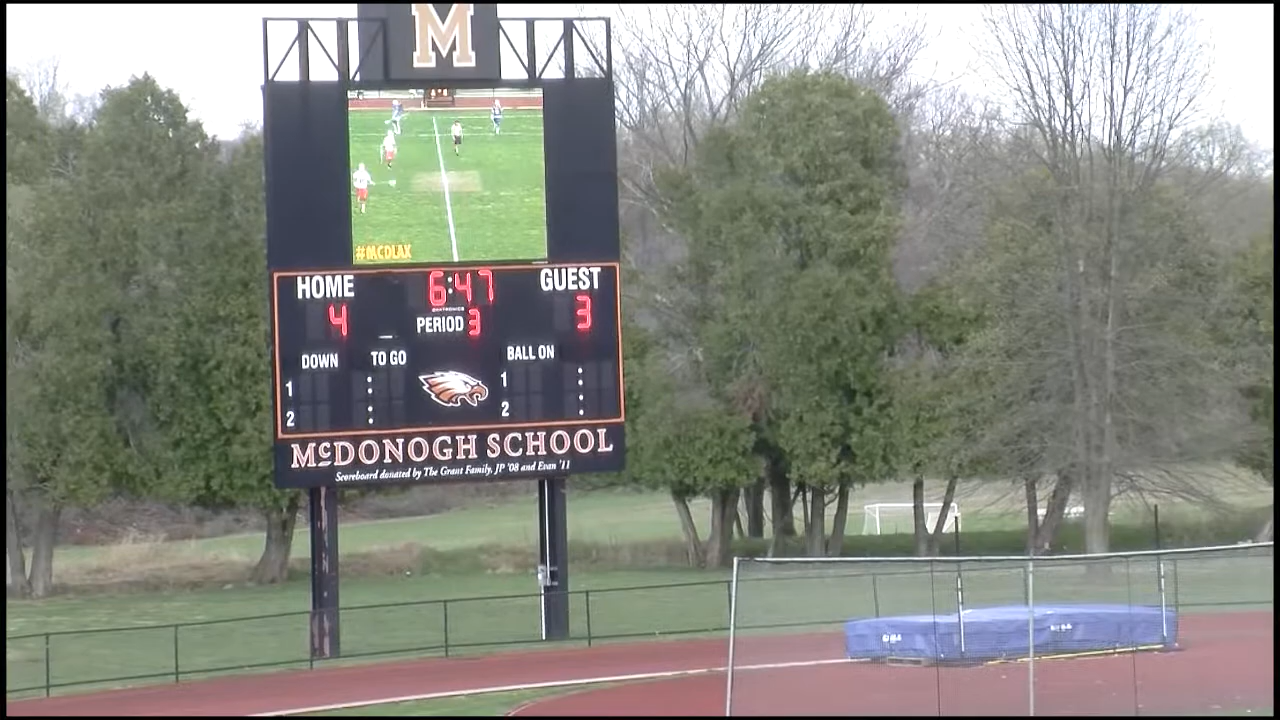 M
#MCDLAX
HOME 6:47 GUEST
4 PERIOD 3 3
DAKTRONICS
DOWN TO GO BALL ON
1 1
2 2
McDONOGH SCHOOL
Scoreboard donated by The Grant Family, JP '08 and Evan '11